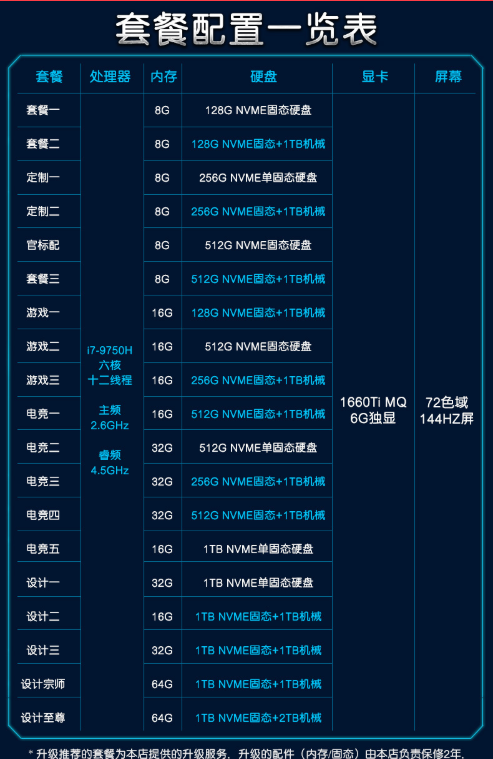 套餐配置一览表
套餐 处理器 内存 硬盘 显卡 屏幕
套餐一 8G 128G NVME固态硬盘
套餐二 8G 128G NVME固态+1TB机械
定制一 8G 256G NVME单固态硬盘
定制二 8G 256G NVME固态+1TB机械
官标配 8G 512G NVME固态硬盘
套餐三 8G 512G NVME固态+1TB机械
游戏一 16G 128G NVME固态+1TB机械
游戏二 16G 512G NVME固态硬盘
游戏三 16G 256G NVME固态+1TB机械
电竞一 16G 512G NVME固态+1TB机械
电竞二 32G 512G NVME单固态硬盘
电竞三 32G 256G NVME固态+1TB机械
电竞四 32G 512G NVME固态+1TB机械
电竞五 16G 1TB NVME单固态硬盘
设计一 32G 1TB NVME单固态硬盘
设计二 16G 1TB NVME固态+1TB机械
设计三 32G 1TB NVME固态+1TB机械
设计宗师 64G 1TB NVME固态+1TB机械
设计至尊 64G 1TB NVME固态+2TB机械
i7-9750H
六核
十二线程
主频
2.6GHz
睿频
4.5GHz
1660Ti MQ
6G独显
72色域
144HZ屏
*升级推荐的套餐为本店提供的升级服务，升级的配件（内存/固态）由本店负责保修2年，